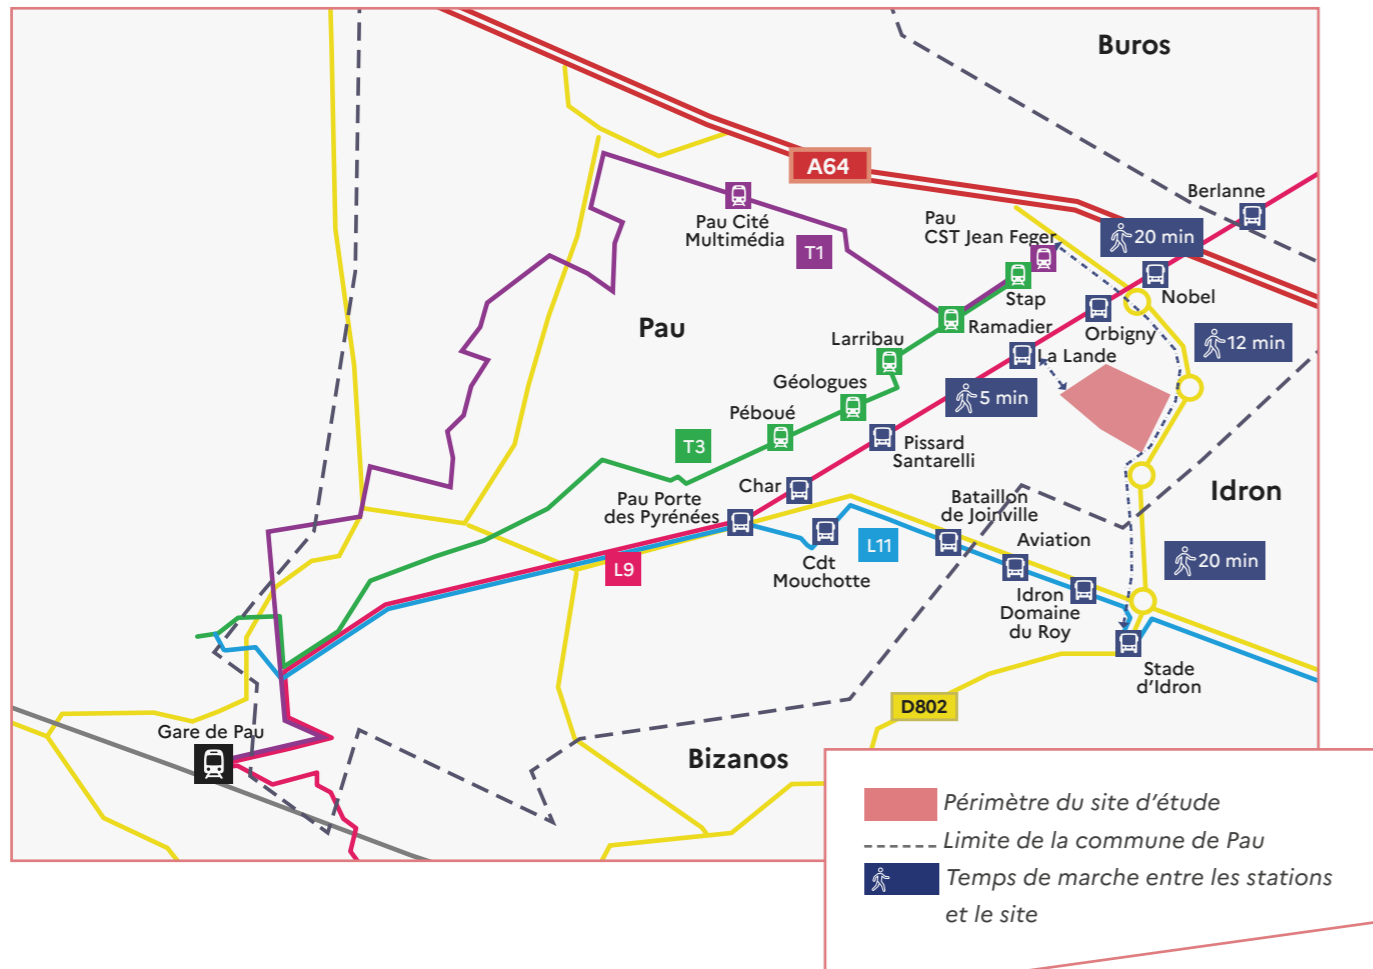 Buros
A64
Berlanne
Pau
CST Jean Feger
20 min
Pau Cité
Multimédia
T1
Stap
Nobel
Pau
Ramadier
Orbigny
Larribau
La Lande
12 min
Géologues
5 min
Péboué
T3
Pissard
Santarelli
Char
Idron
Pau Porte
des Pyrénées
Bataillon
de Joinville
L11
Aviation
Cdt
Mouchotte
L9
20 min
Idron
Domaine
du Roy
Stade
d'Idron
D802
Gare de Pau
Bizanos
Périmètre du site d'étude
Limite de la commune de Pau
Temps de marche entre les stations
et le site